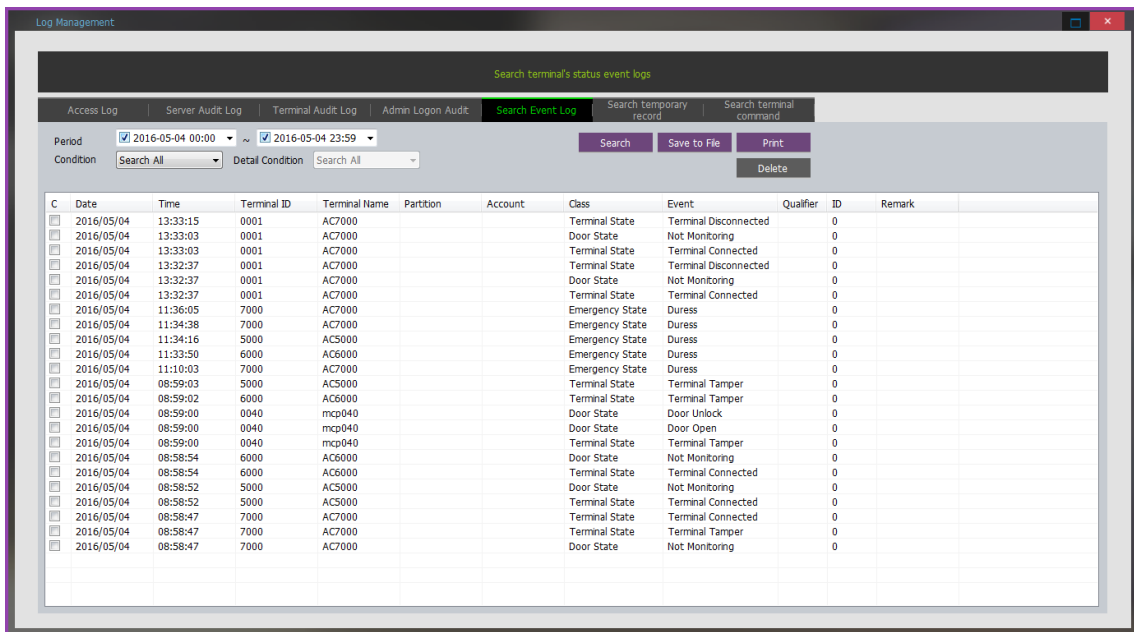 Log Management
Search terminal's status event logs
Access Log Server Audit Log Terminal Audit Log Admin Logon Audit Search Event Log Search temporary record Search terminal command
Period 2016-05-04 00:00 ~ 2016-05-04 23:59 Search Save to File Print
Condition Search All Detail Condition Search All Delete
C Date Time Terminal ID Terminal Name Partition Account Class Event Qualifier ID Remark
2016/05/04 13:33:15 0001 AC7000 Terminal State Terminal Disconnected 0
2016/05/04 13:33:03 0001 AC7000 Door State Not Monitoring 0
2016/05/04 13:33:03 0001 AC7000 Terminal State Terminal Connected 0
2016/05/04 13:32:37 0001 AC7000 Terminal State Terminal Disconnected 0
2016/05/04 13:32:37 0001 AC7000 Door State Not Monitoring 0
2016/05/04 13:32:37 0001 AC7000 Terminal State Terminal Connected 0
2016/05/04 11:36:05 7000 AC7000 Emergency State Duress 0
2016/05/04 11:34:38 7000 AC7000 Emergency State Duress 0
2016/05/04 11:34:16 5000 AC5000 Emergency State Duress 0
2016/05/04 11:33:50 6000 AC6000 Emergency State Duress 0
2016/05/04 11:10:03 7000 AC7000 Emergency State Duress 0
2016/05/04 08:59:03 5000 AC5000 Terminal State Terminal Tamper 0
2016/05/04 08:59:02 6000 AC6000 Terminal State Terminal Tamper 0
2016/05/04 08:59:00 0040 mcp040 Door State Door Unlock 0
2016/05/04 08:59:00 0040 mcp040 Door State Door Open 0
2016/05/04 08:59:00 0040 mcp040 Terminal State Terminal Tamper 0
2016/05/04 08:58:54 6000 AC6000 Door State Not Monitoring 0
2016/05/04 08:58:54 6000 AC6000 Terminal State Terminal Connected 0
2016/05/04 08:58:52 5000 AC5000 Door State Not Monitoring 0
2016/05/04 08:58:52 5000 AC5000 Terminal State Terminal Connected 0
2016/05/04 08:58:47 7000 AC7000 Terminal State Terminal Connected 0
2016/05/04 08:58:47 7000 AC7000 Terminal State Terminal Tamper 0
2016/05/04 08:58:47 7000 AC7000 Door State Not Monitoring 0